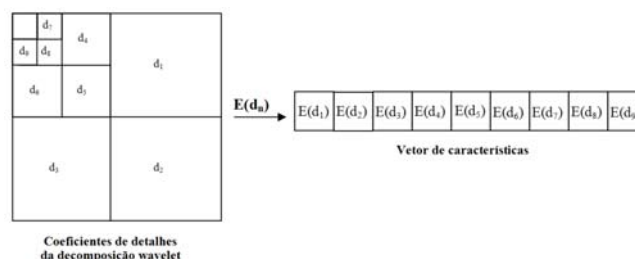 d₇
d₄
d₉ d₈
d₁
d₆ d₅
d₃ d₂
E(dₙ)
E(d₁) E(d₂) E(d₃) E(d₄) E(d₅) E(d₆) E(d₇) E(d₈) E(d₉
Vetor de características
Coeficientes de detalhes
da decomposição wavelet